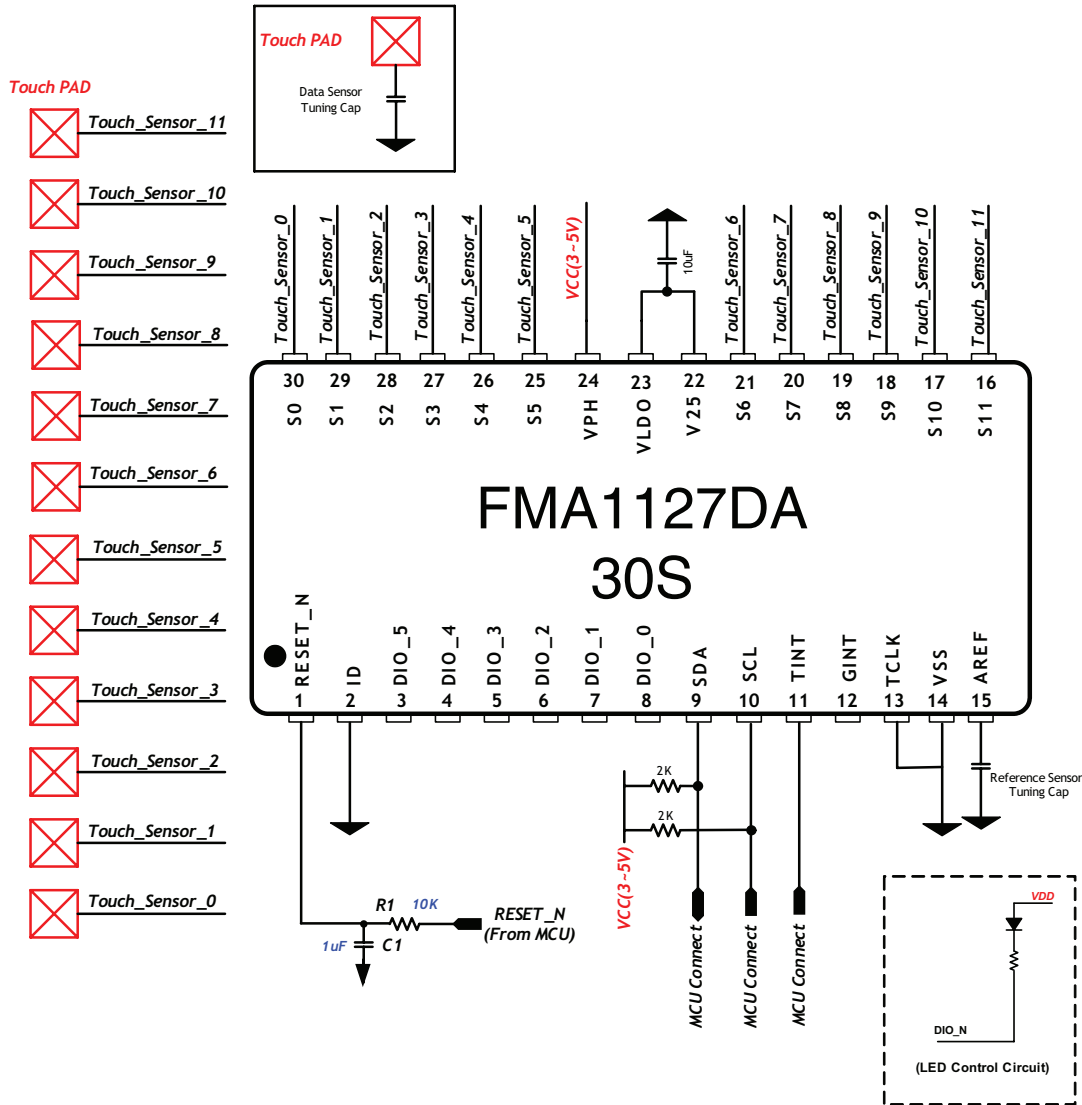 Touch PAD
Touch PAD
Data Sensor
Tuning Cap
Touch_Sensor_11
Touch_Sensor_10
Touch_Sensor_9
Touch_Sensor_8
Touch_Sensor_7
Touch_Sensor_6
Touch_Sensor_5
Touch_Sensor_4
Touch_Sensor_3
Touch_Sensor_2
Touch_Sensor_1
Touch_Sensor_0
Touch_Sensor_0
Touch_Sensor_1
Touch_Sensor_2
Touch_Sensor_3
Touch_Sensor_4
Touch_Sensor_5
VCC(3~5V)
10uF
Touch_Sensor_6
Touch_Sensor_7
Touch_Sensor_8
Touch_Sensor_9
Touch_Sensor_10
Touch_Sensor_11
30 29 28 27 26 25 24 23 22 21 20 19 18 17 16
S0 S1 S2 S3 S4 S5 VPH VLDO V25 S6 S7 S8 S9 S10 S11
FMA1127DA
30S
RESET_N ID DIO_5 DIO_4 DIO_3 DIO_2 DIO_1 DIO_0 SDA SCL TINT GINT TCLK VSS AREF
1 2 3 4 5 6 7 8 9 10 11 12 13 14 15
Reference Sensor
Tuning Cap
2K
2K
VCC(3~5V)
R1 10K
RESET_N
(From MCU)
1uF C1
MCU Connect
MCU Connect
MCU Connect
VDD
DIO_N
(LED Control Circuit)